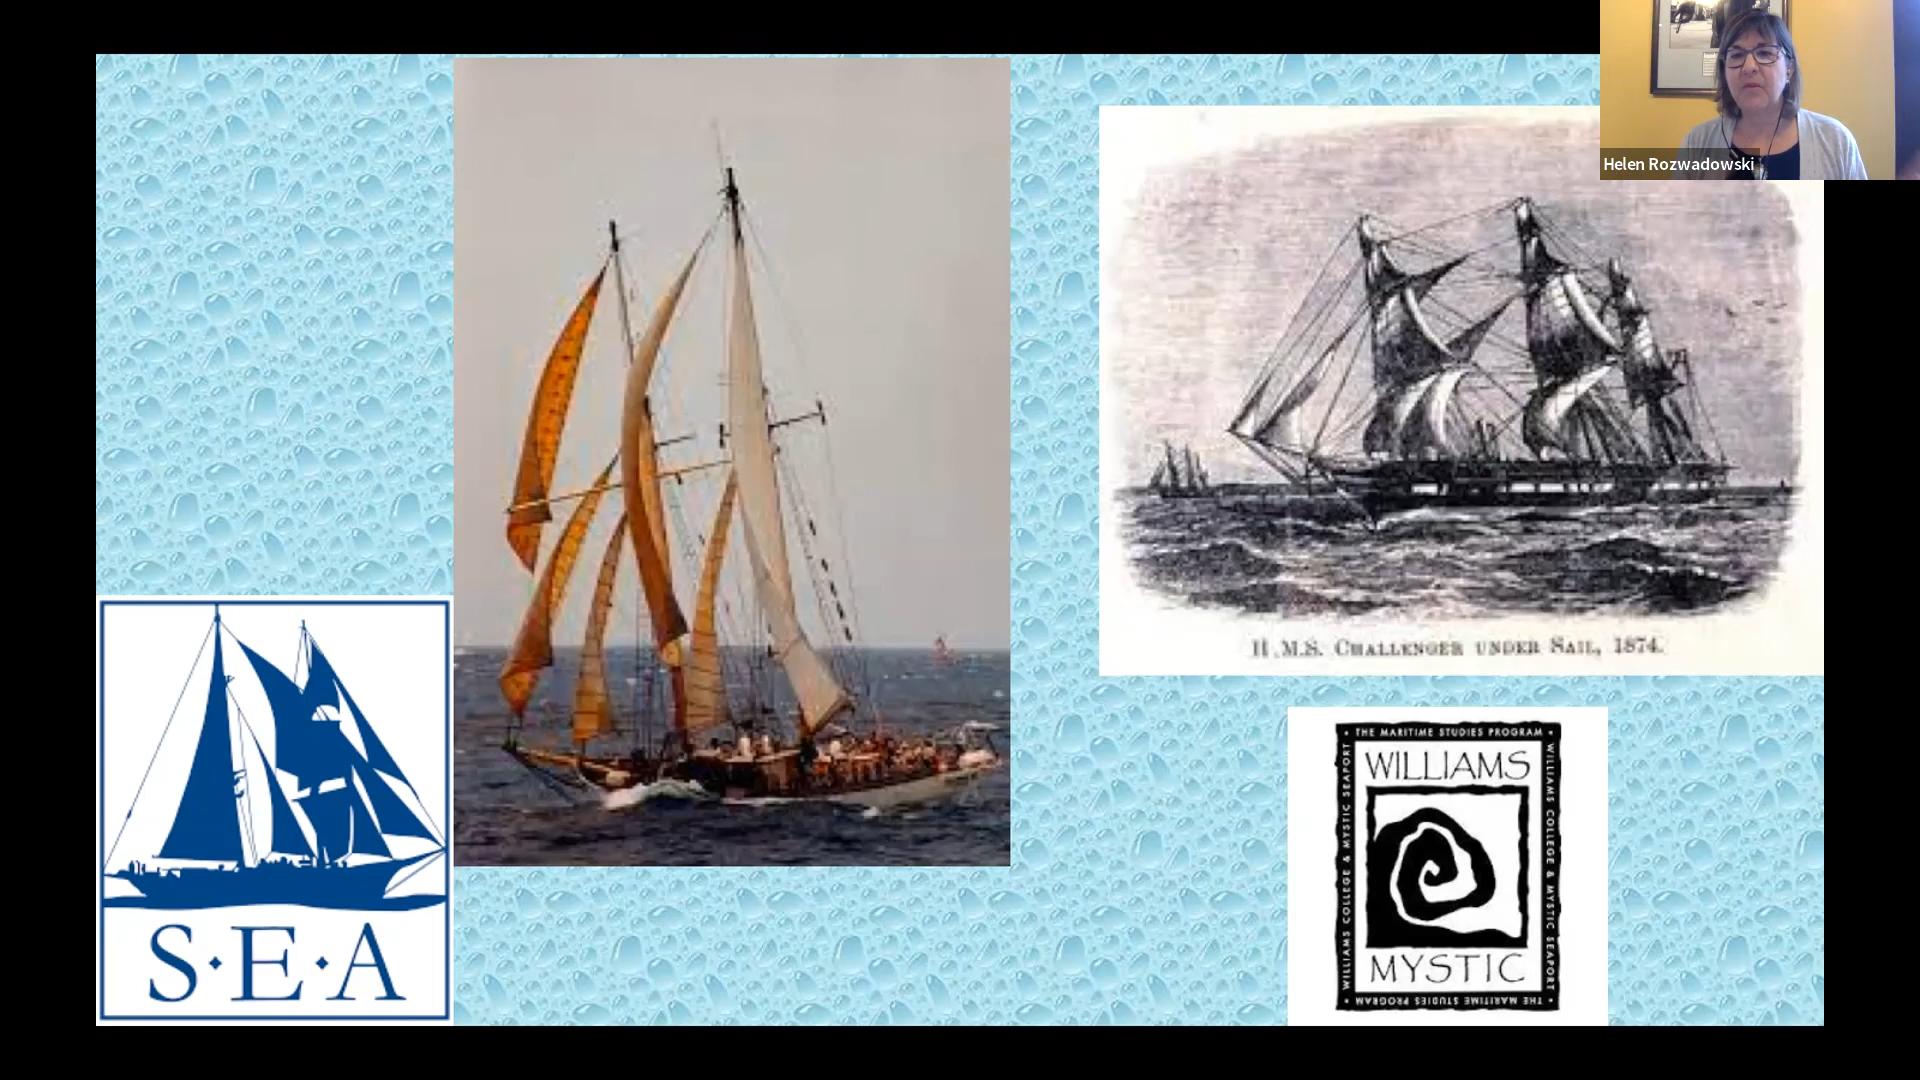 Helen Rozwadowski
H.M.S. CHALLENGER UNDER SAIL, 1874.
S·E·A
• THE MARITIME STUDIES PROGRAM •
WILLIAMS
WILLIAMS COLLEGE & MYSTIC SEAPORT
WILLIAMS COLLEGE & MYSTIC SEAPORT
MYSTIC
• THE MARITIME STUDIES PROGRAM •